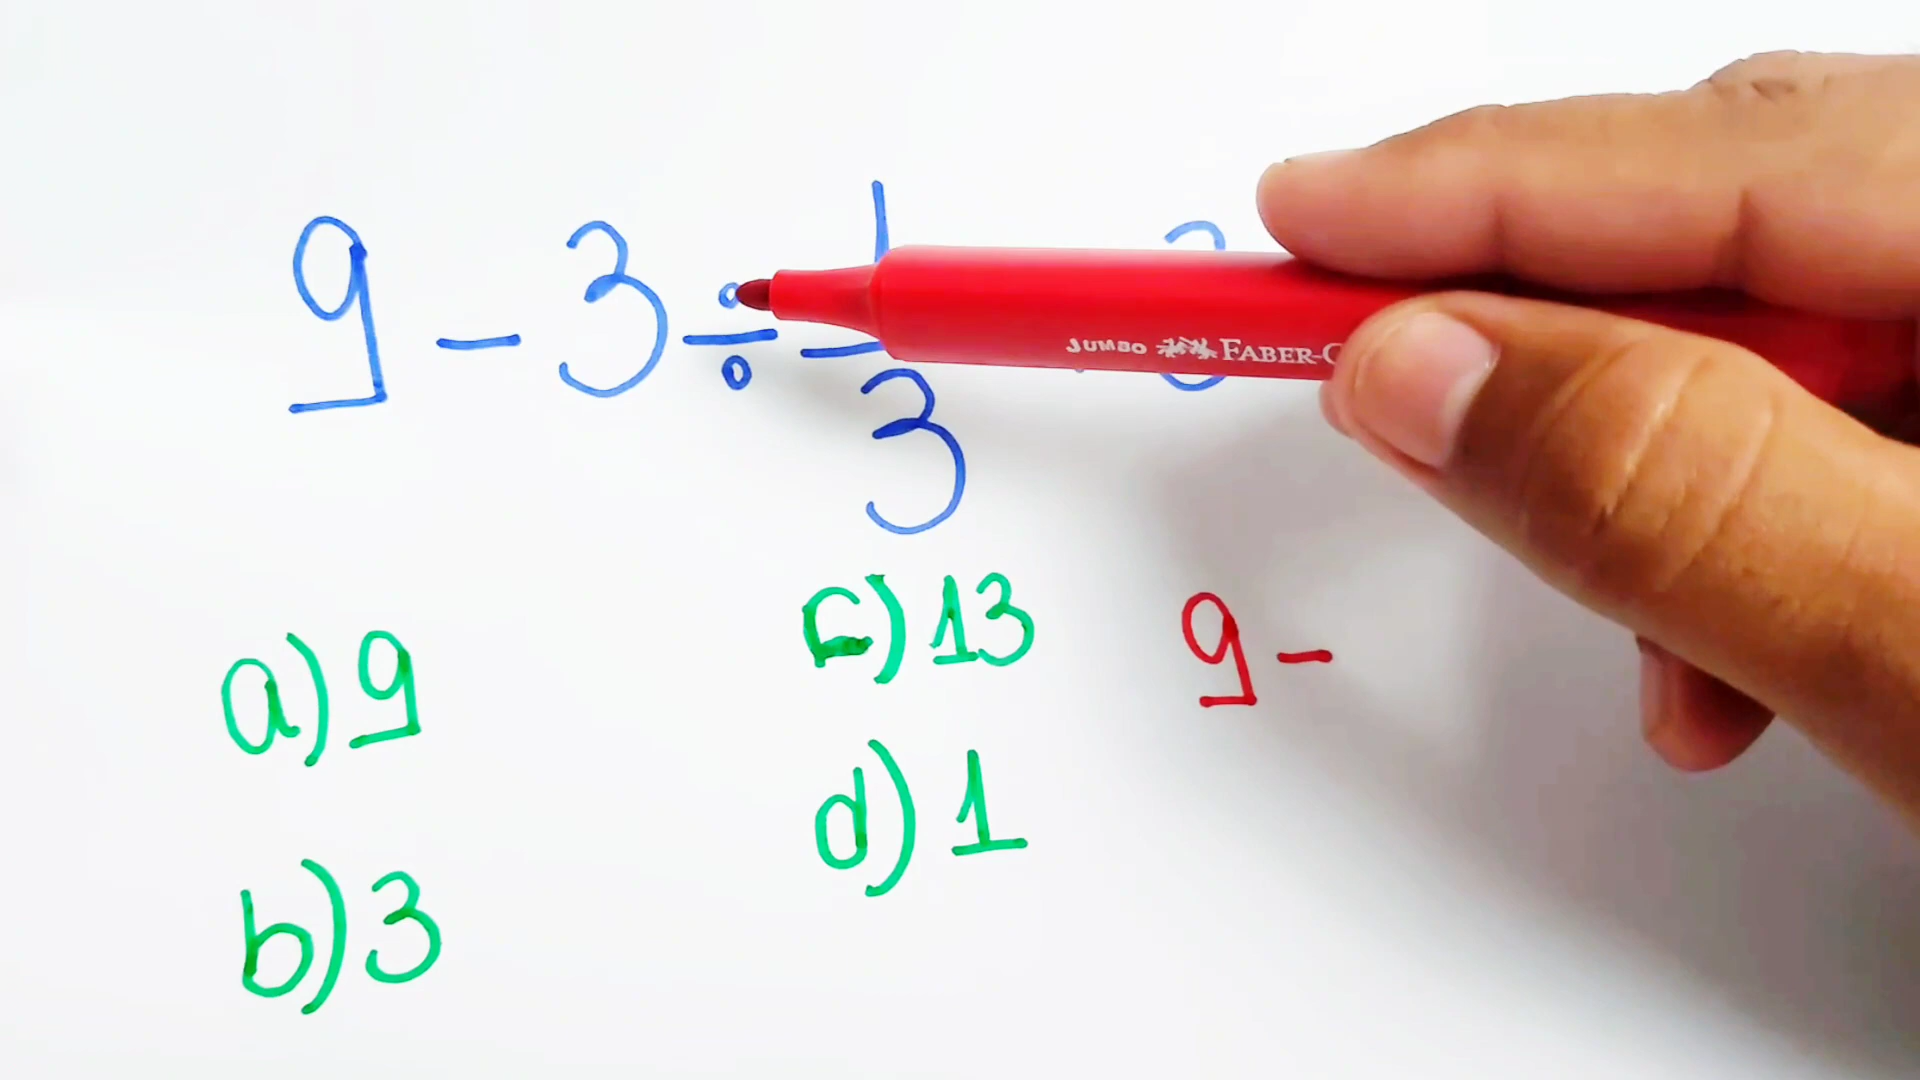 9 - 3 ÷ 1/3
JUMBO FABER-C
a) 9
c) 13
9 -
d) 1
b) 3